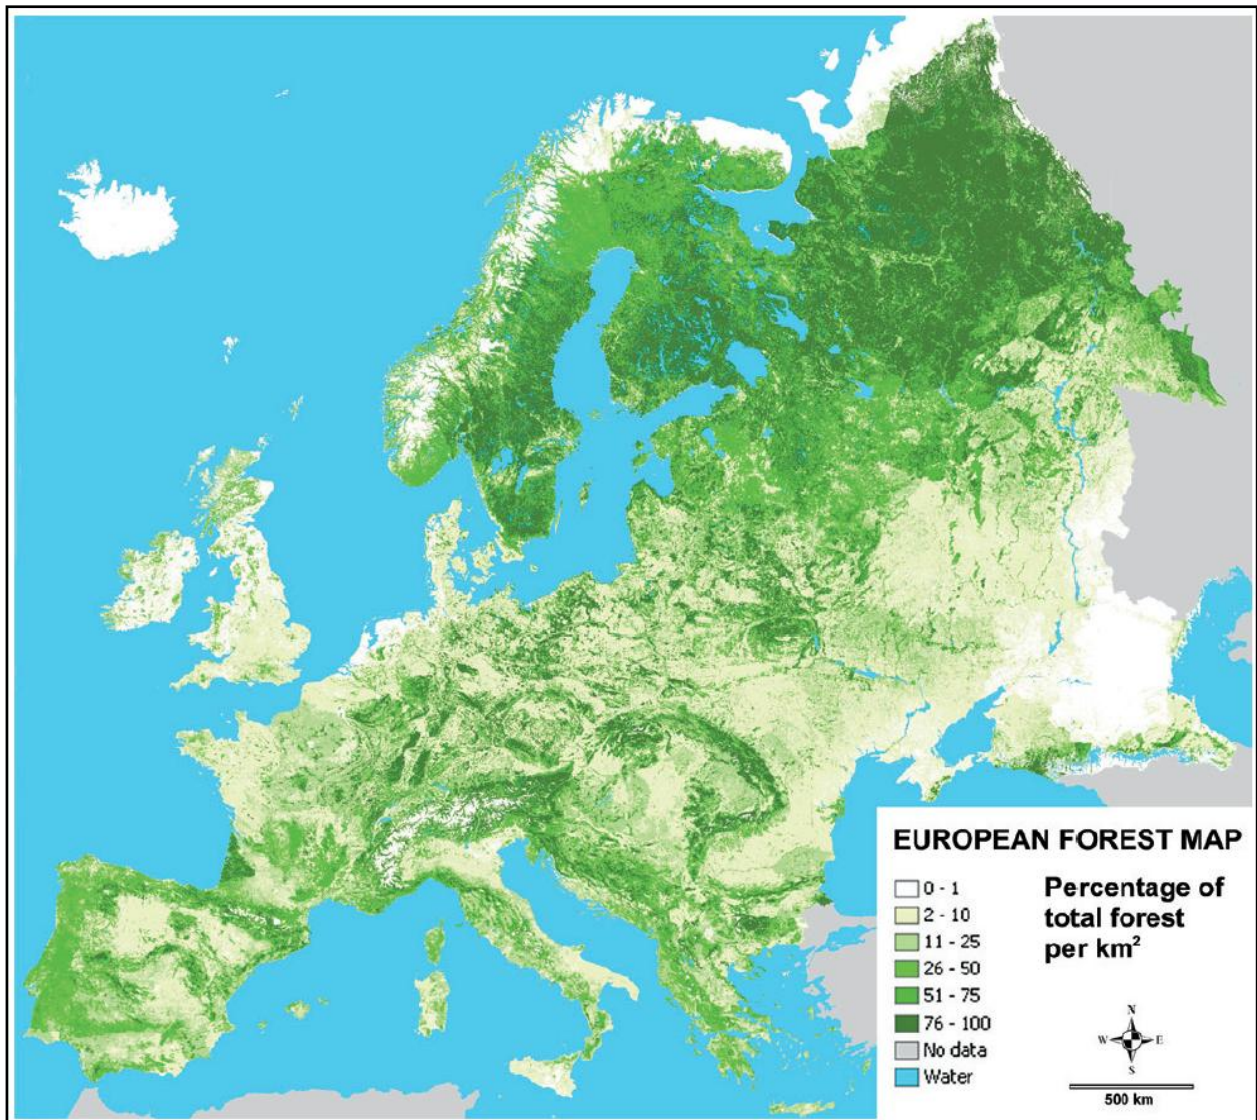 EUROPEAN FOREST MAP
0 - 1
2 - 10
11 - 25
26 - 50
51 - 75
76 - 100
No data
Water
Percentage of
total forest
per km²
N
W E
S
500 km